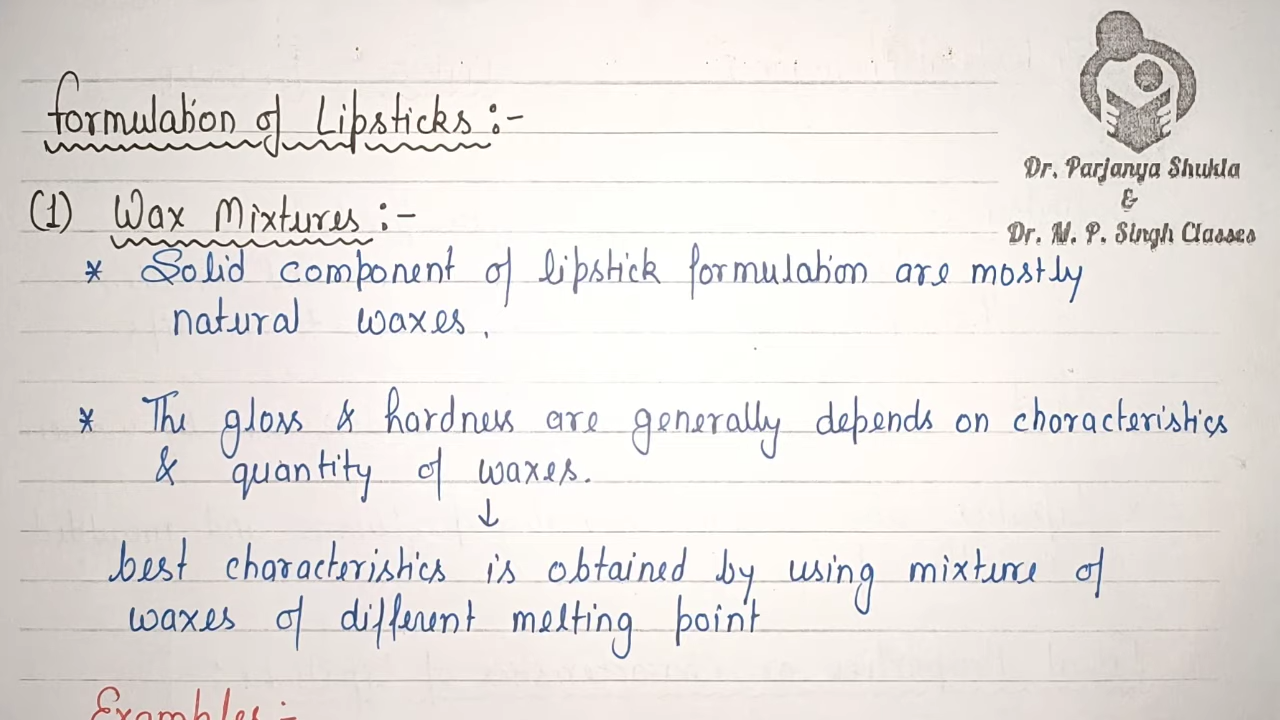 formulation of Lipsticks :-
Dr. Parjanya Shukla
&
Dr. M. P. Singh Classes
(1) Wax Mixtures :-
* Solid component of lipstick formulation are mostly
natural waxes.
* The gloss & hardness are generally depends on choracteristics
& quantity of waxes.
↓
best characteristics is obtained by using mixture of
waxes of different melting point
Examples :-